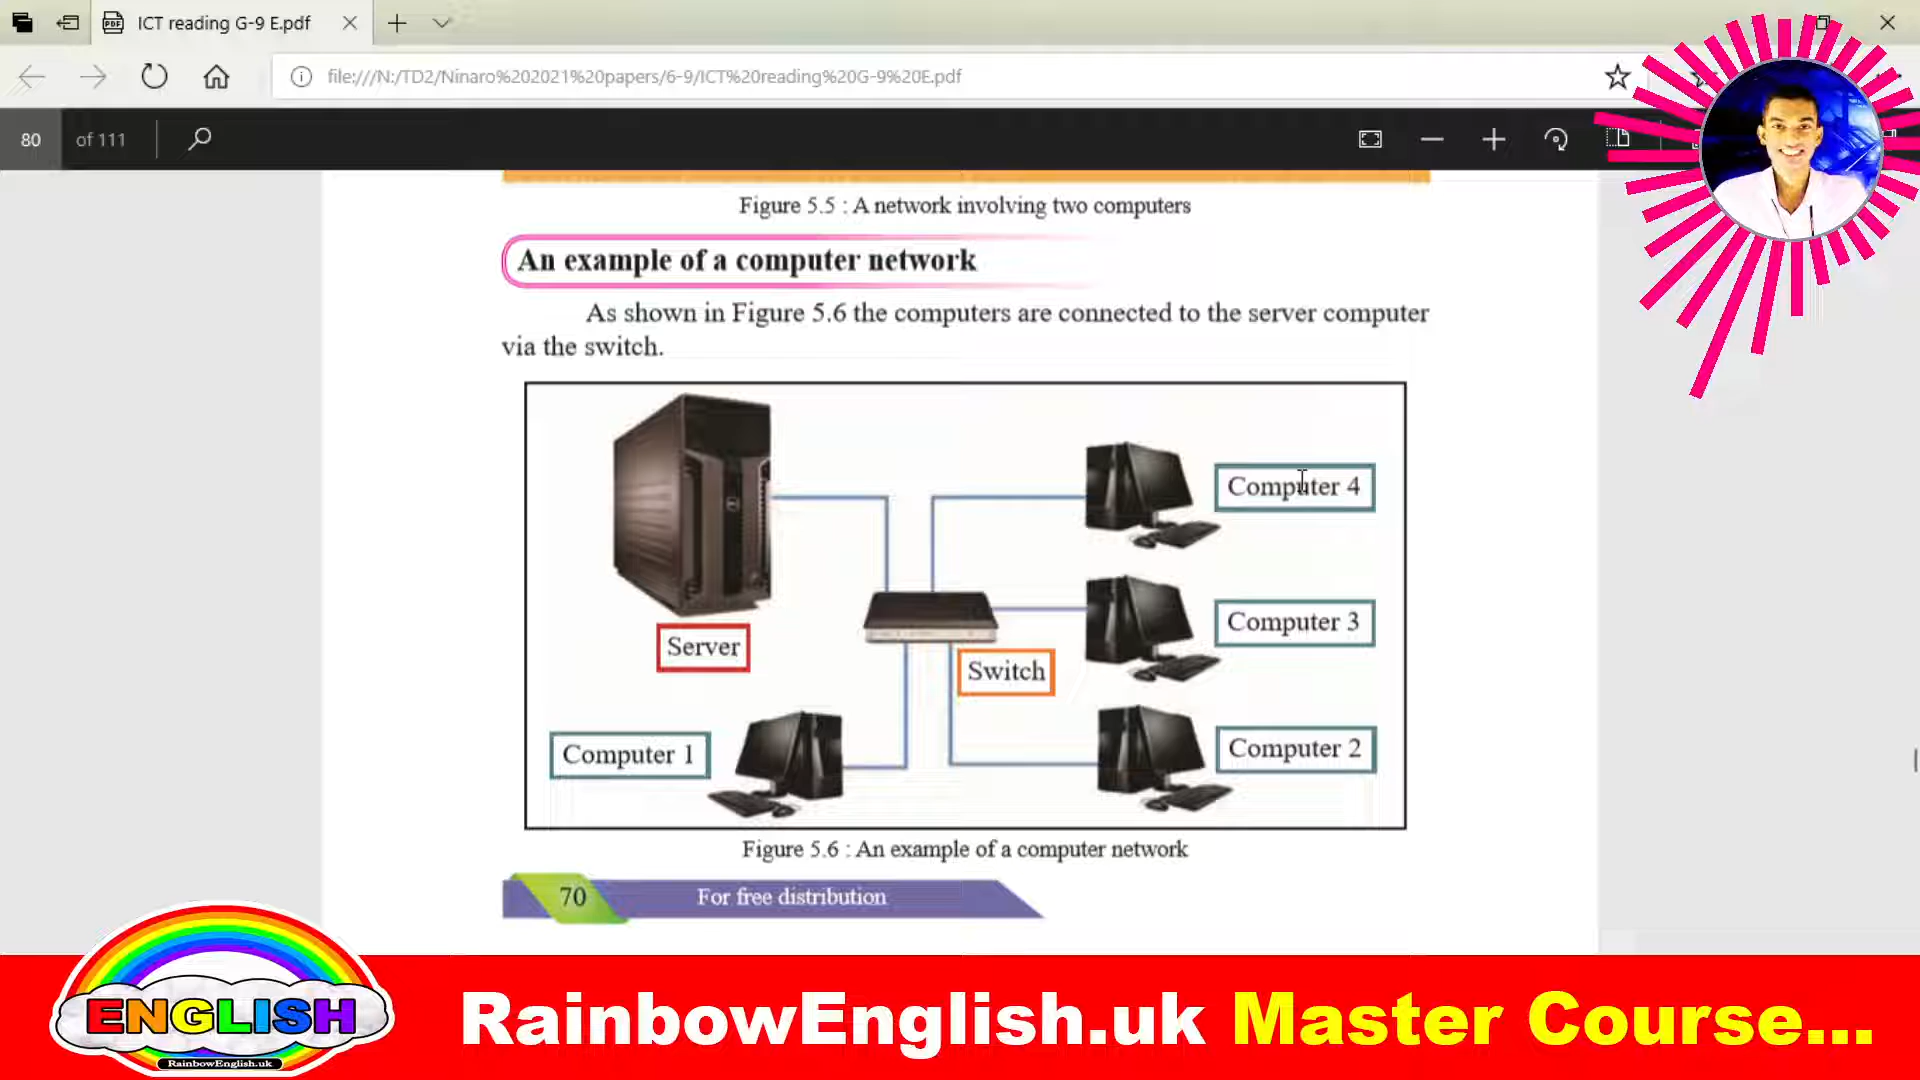 ICT reading G-9 E.pdf
file:///N:/TD2/Ninaro%202021%20papers/6-9/ICT%20reading%20G-9%20E.pdf
80 of 111
Figure 5.5 : A network involving two computers
An example of a computer network
As shown in Figure 5.6 the computers are connected to the server computer
via the switch.
Computer 4
Computer 3
Server
Switch
Computer 1
Computer 2
Figure 5.6 : An example of a computer network
70 For free distribution
ENGLISH
RainbowEnglish.uk
RainbowEnglish.uk Master Course...